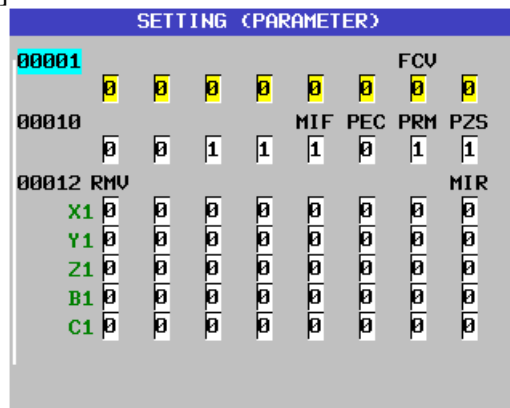 ]
SETTING (PARAMETER)
00001 FCV
0 0 0 0 0 0 0 0
00010 MIF PEC PRM PZS
0 0 1 1 1 0 1 1
00012 RMV MIR
X1 0 0 0 0 0 0 0 0
Y1 0 0 0 0 0 0 0 0
Z1 0 0 0 0 0 0 0 0
B1 0 0 0 0 0 0 0 0
C1 0 0 0 0 0 0 0 0